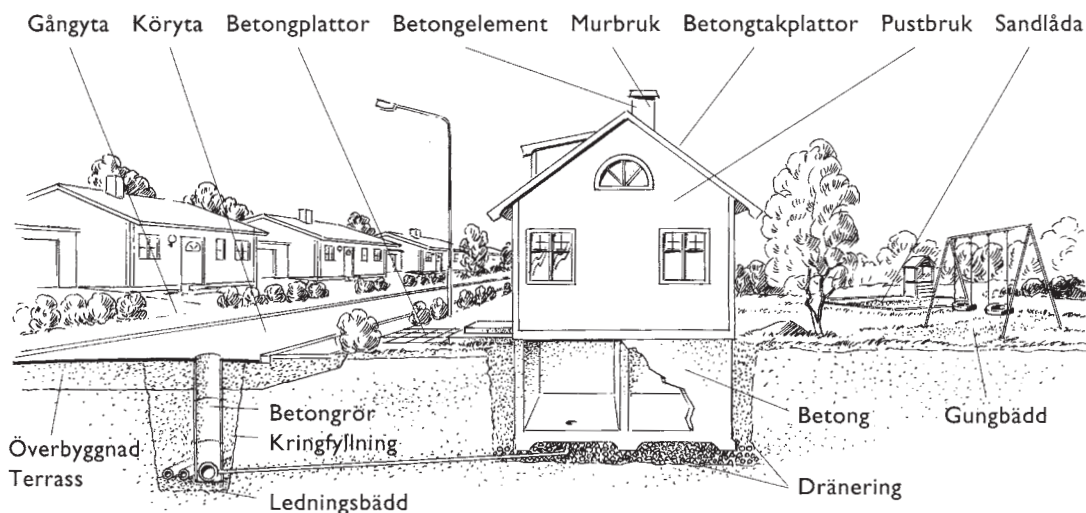 Gångyta Köryta Betongplattor Betongelement Murbruk Betongtakplattor Pustbruk Sandlåda
Betongrör
Kringfyllning
Betong
Gungbädd
Överbyggnad
Terrass
Ledningsbädd
Dränering